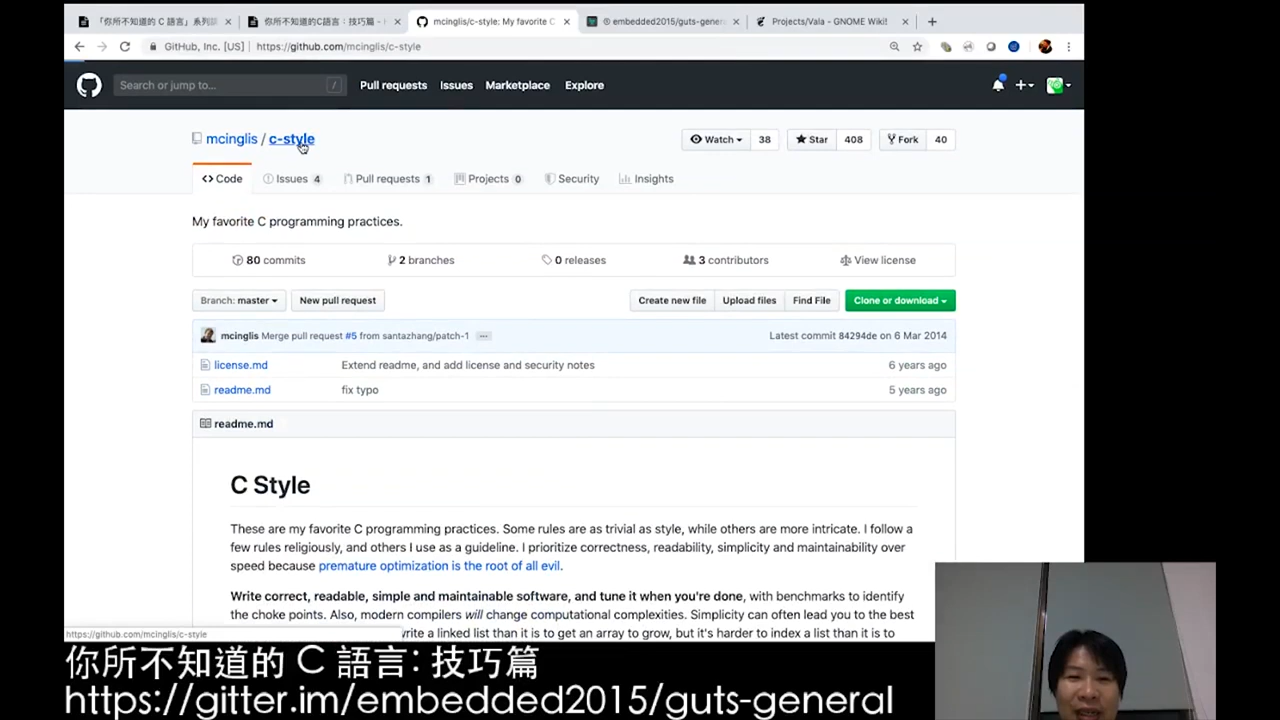 「你所不知道的 C 語言」系列講
你所不知道的C語言：技巧篇 -
mcinglis/c-style: My favorite C
embedded2015/guts-genera
Projects/Vala - GNOME Wiki!
GitHub, Inc. [US] | https://github.com/mcinglis/c-style
Search or jump to... /
Pull requests Issues Marketplace Explore
mcinglis / c-style
Watch 38 Star 408 Fork 40
Code Issues 4 Pull requests 1 Projects 0 Security Insights
My favorite C programming practices.
80 commits 2 branches 0 releases 3 contributors View license
Branch: master New pull request Create new file Upload files Find File Clone or download
mcinglis Merge pull request #5 from santazhang/patch-1 Latest commit 84294de on 6 Mar 2014
license.md Extend readme, and add license and security notes 6 years ago
readme.md fix typo 5 years ago
readme.md
C Style
These are my favorite C programming practices. Some rules are as trivial as style, while others are more intricate. I follow a
few rules religiously, and others I use as a guideline. I prioritize correctness, readability, simplicity and maintainability over
speed because premature optimization is the root of all evil.
Write correct, readable, simple and maintainable software, and tune it when you're done, with benchmarks to identify
the choke points. Also, modern compilers will change computational complexities. Simplicity can often lead you to the best
write a linked list than it is to get an array to grow, but it's harder to index a list than it is to
https://github.com/mcinglis/c-style
你所不知道的 C 語言: 技巧篇
https://gitter.im/embedded2015/guts-general